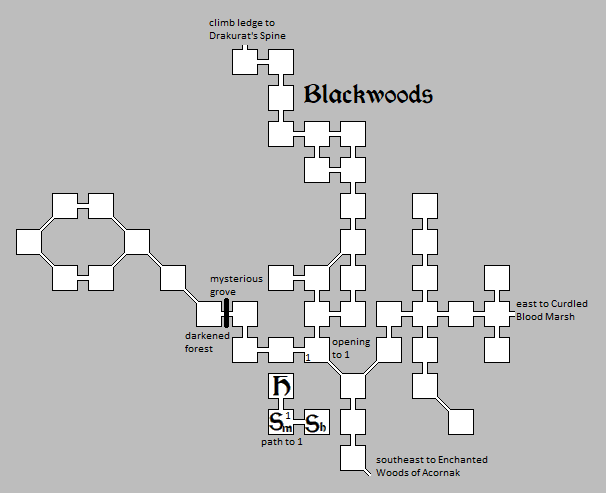 climb ledge to
Drakurat's Spine
Blackwoods
mysterious
grove
east to Curdled
Blood Marsh
darkened
forest
opening
to 1
1
H
1
Sm
Sh
path to 1
southeast to Enchanted
Woods of Acornak